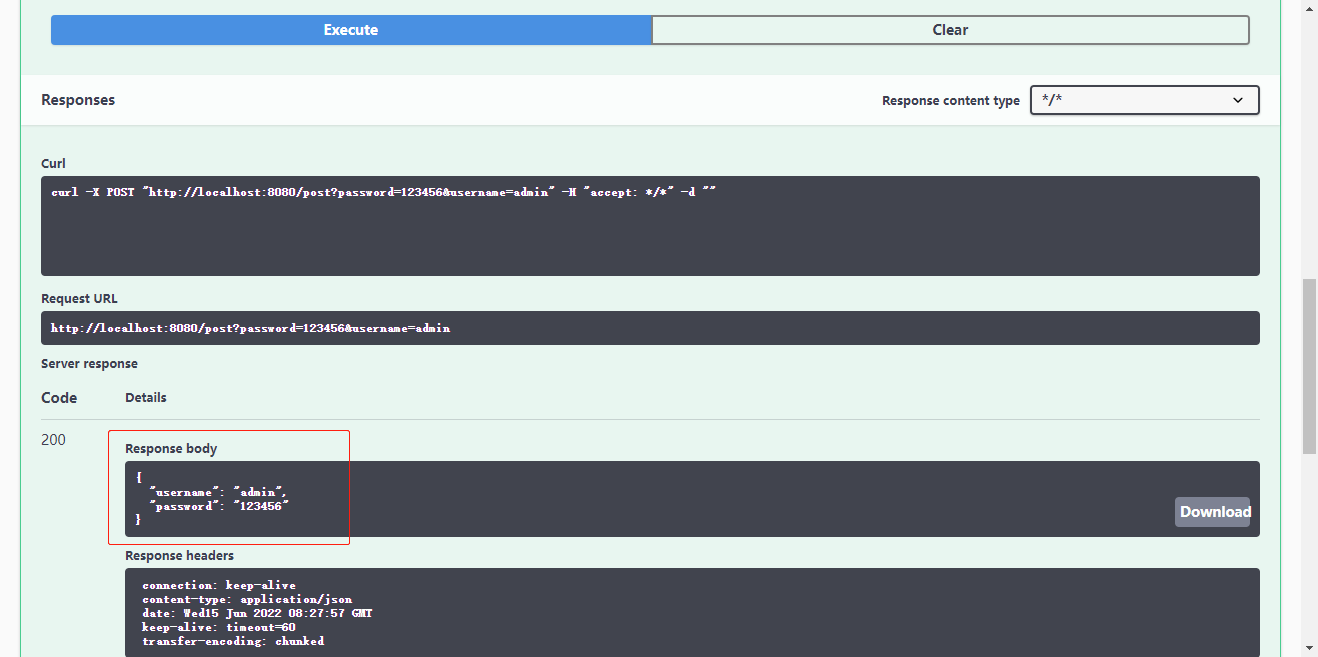 Execute
Clear
Responses
Response content type
*/*
Curl
curl -X POST "http://localhost:8080/post?password=123456&username=admin" -H "accept: */*" -d ""
Request URL
http://localhost:8080/post?password=123456&username=admin
Server response
Code
Details
200
Response body
{
"username": "admin",
"password": "123456"
}
Download
Response headers
connection: keep-alive
content-type: application/json
date: Wed15 Jun 2022 08:27:57 GMT
keep-alive: timeout=60
transfer-encoding: chunked